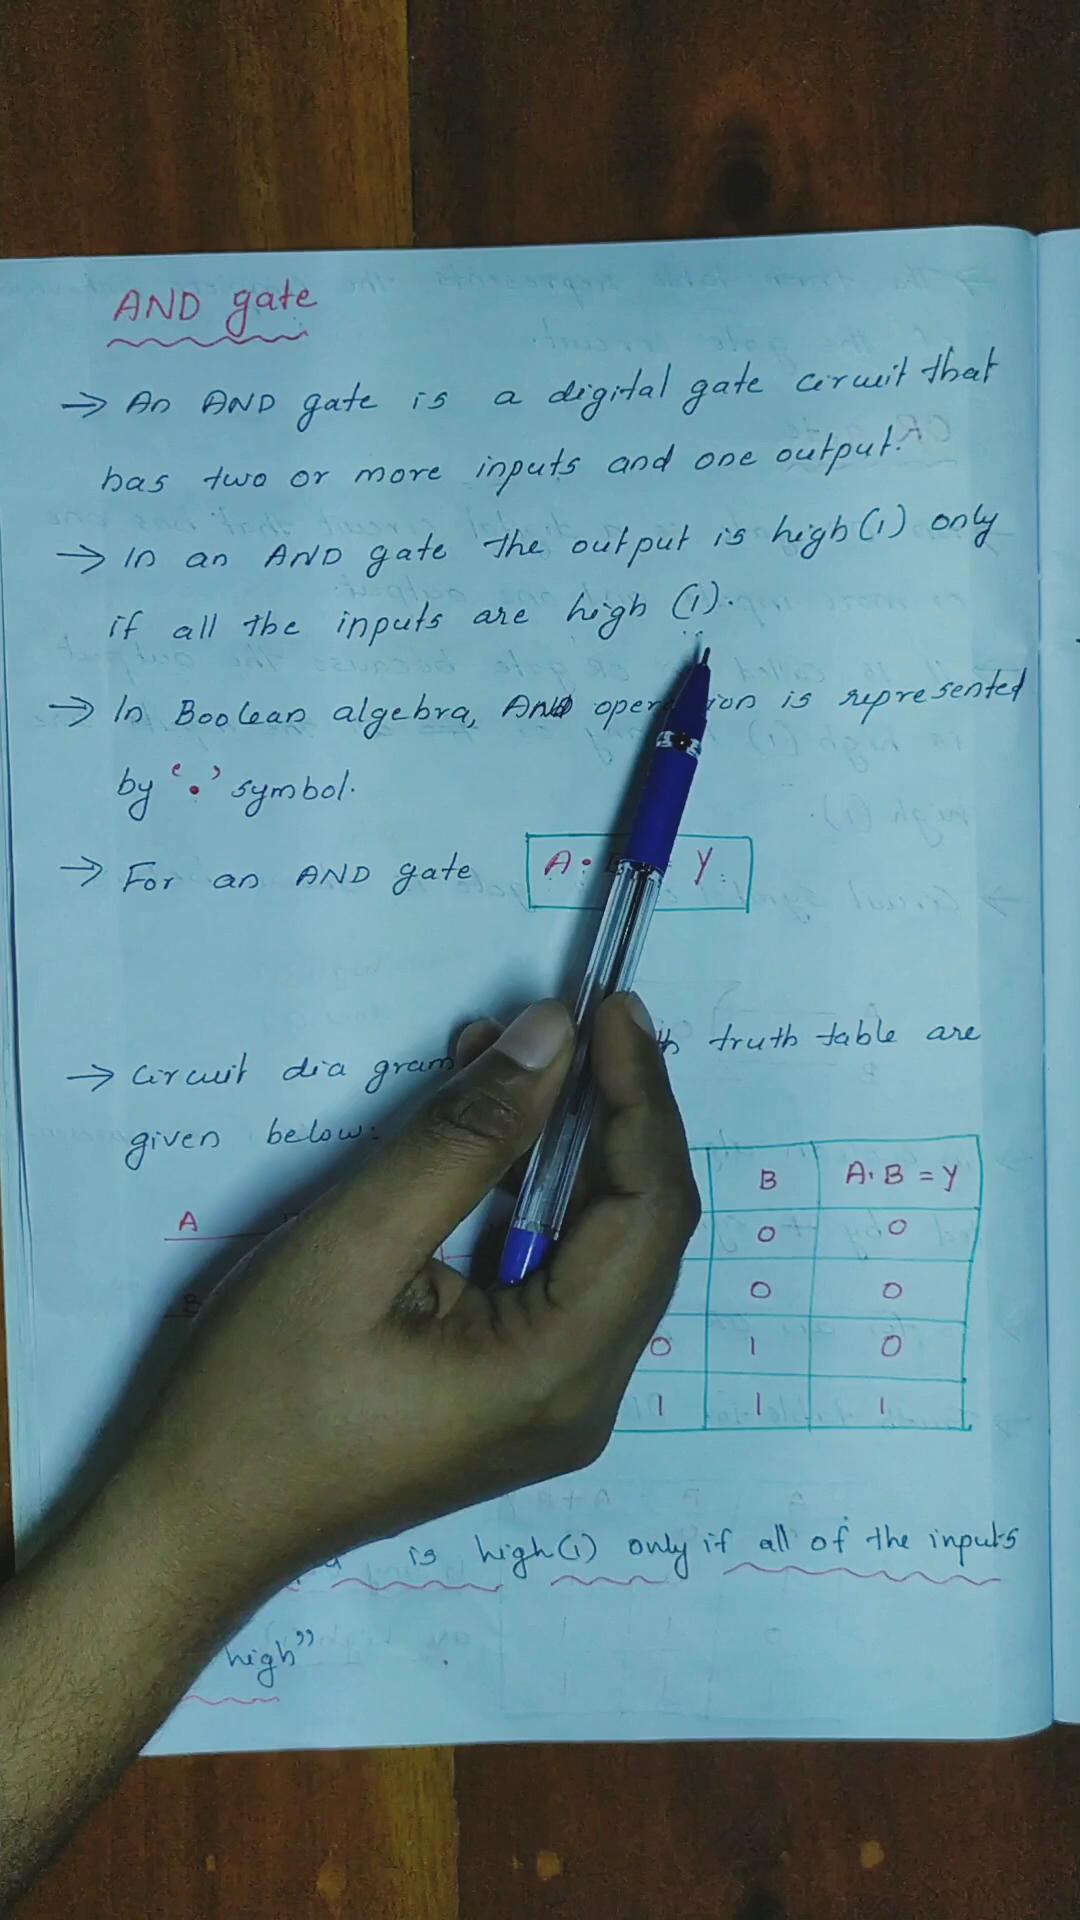 AND gate
→ An AND gate is a digital gate circuit that
has two or more inputs and one output.
→ In an AND gate the output is high (1) only
if all the inputs are high (1).
→ In Boolean algebra, AND is represented
by '•' symbol.
→ For an AND gate A • = Y
→ Circuit dia gram truth table are
given below:
B A.B = Y
A
0 0
B
0 0
0 1 0
1 1 1
is high (1) only if all of the inputs
high"